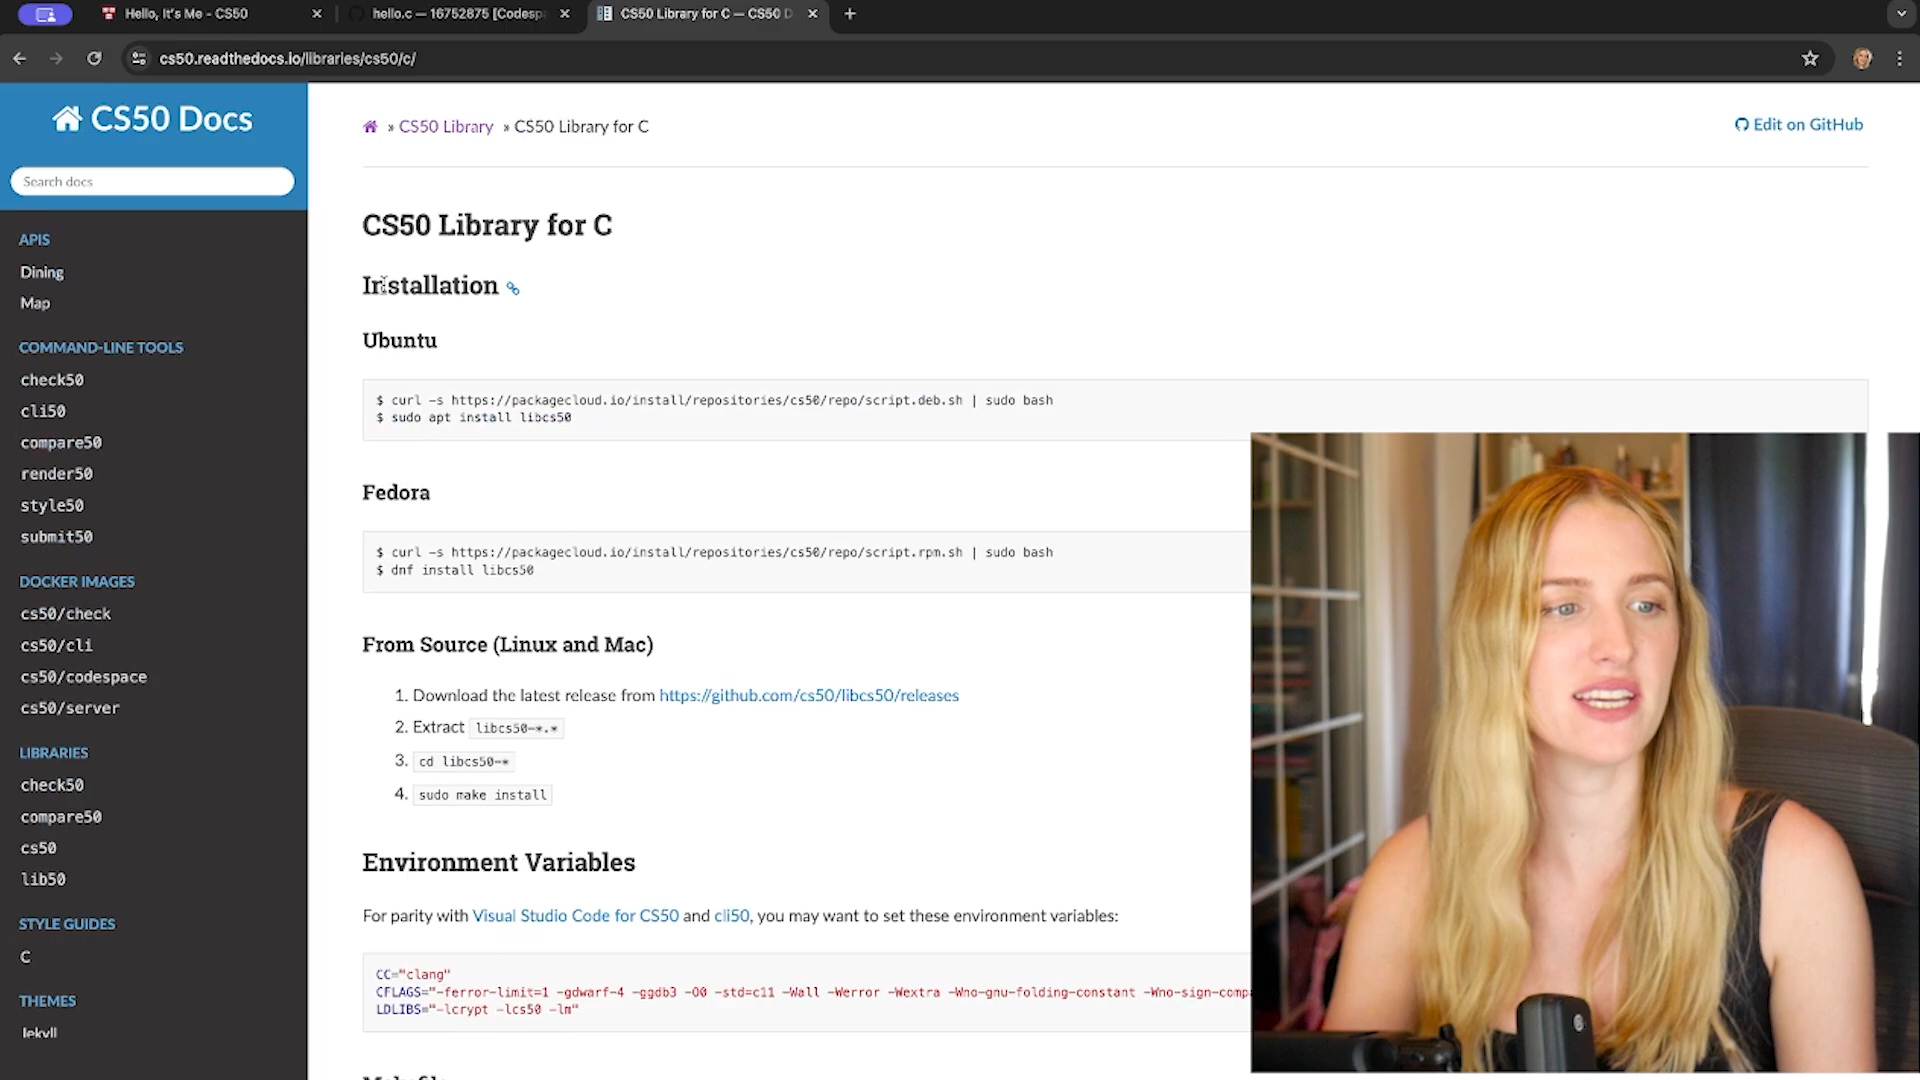 Hello, It's Me - CS50
hello.c — 16752875 [Codesp
CS50 Library for C — CS50 D
cs50.readthedocs.io/libraries/cs50/c/
CS50 Docs
Search docs
APIS
Dining
Map
COMMAND-LINE TOOLS
check50
cli50
compare50
render50
style50
submit50
DOCKER IMAGES
cs50/check
cs50/cli
cs50/codespace
cs50/server
LIBRARIES
check50
compare50
cs50
lib50
STYLE GUIDES
C
THEMES
Jekyll
» CS50 Library » CS50 Library for C
Edit on GitHub
CS50 Library for C
Installation
Ubuntu
$ curl -s https://packagecloud.io/install/repositories/cs50/repo/script.deb.sh | sudo bash
$ sudo apt install libcs50
Fedora
$ curl -s https://packagecloud.io/install/repositories/cs50/repo/script.rpm.sh | sudo bash
$ dnf install libcs50
From Source (Linux and Mac)
1. Download the latest release from https://github.com/cs50/libcs50/releases
2. Extract libcs50-*.*
3. cd libcs50-*
4. sudo make install
Environment Variables
For parity with Visual Studio Code for CS50 and cli50, you may want to set these environment variables:
CC="clang"
CFLAGS="-ferror-limit=1 -gdwarf-4 -ggdb3 -O0 -std=c11 -Wall -Werror -Wextra -Wno-gnu-folding-constant -Wno-sign-compa
LDLIBS="-lcrypt -lcs50 -lm"
Makefile